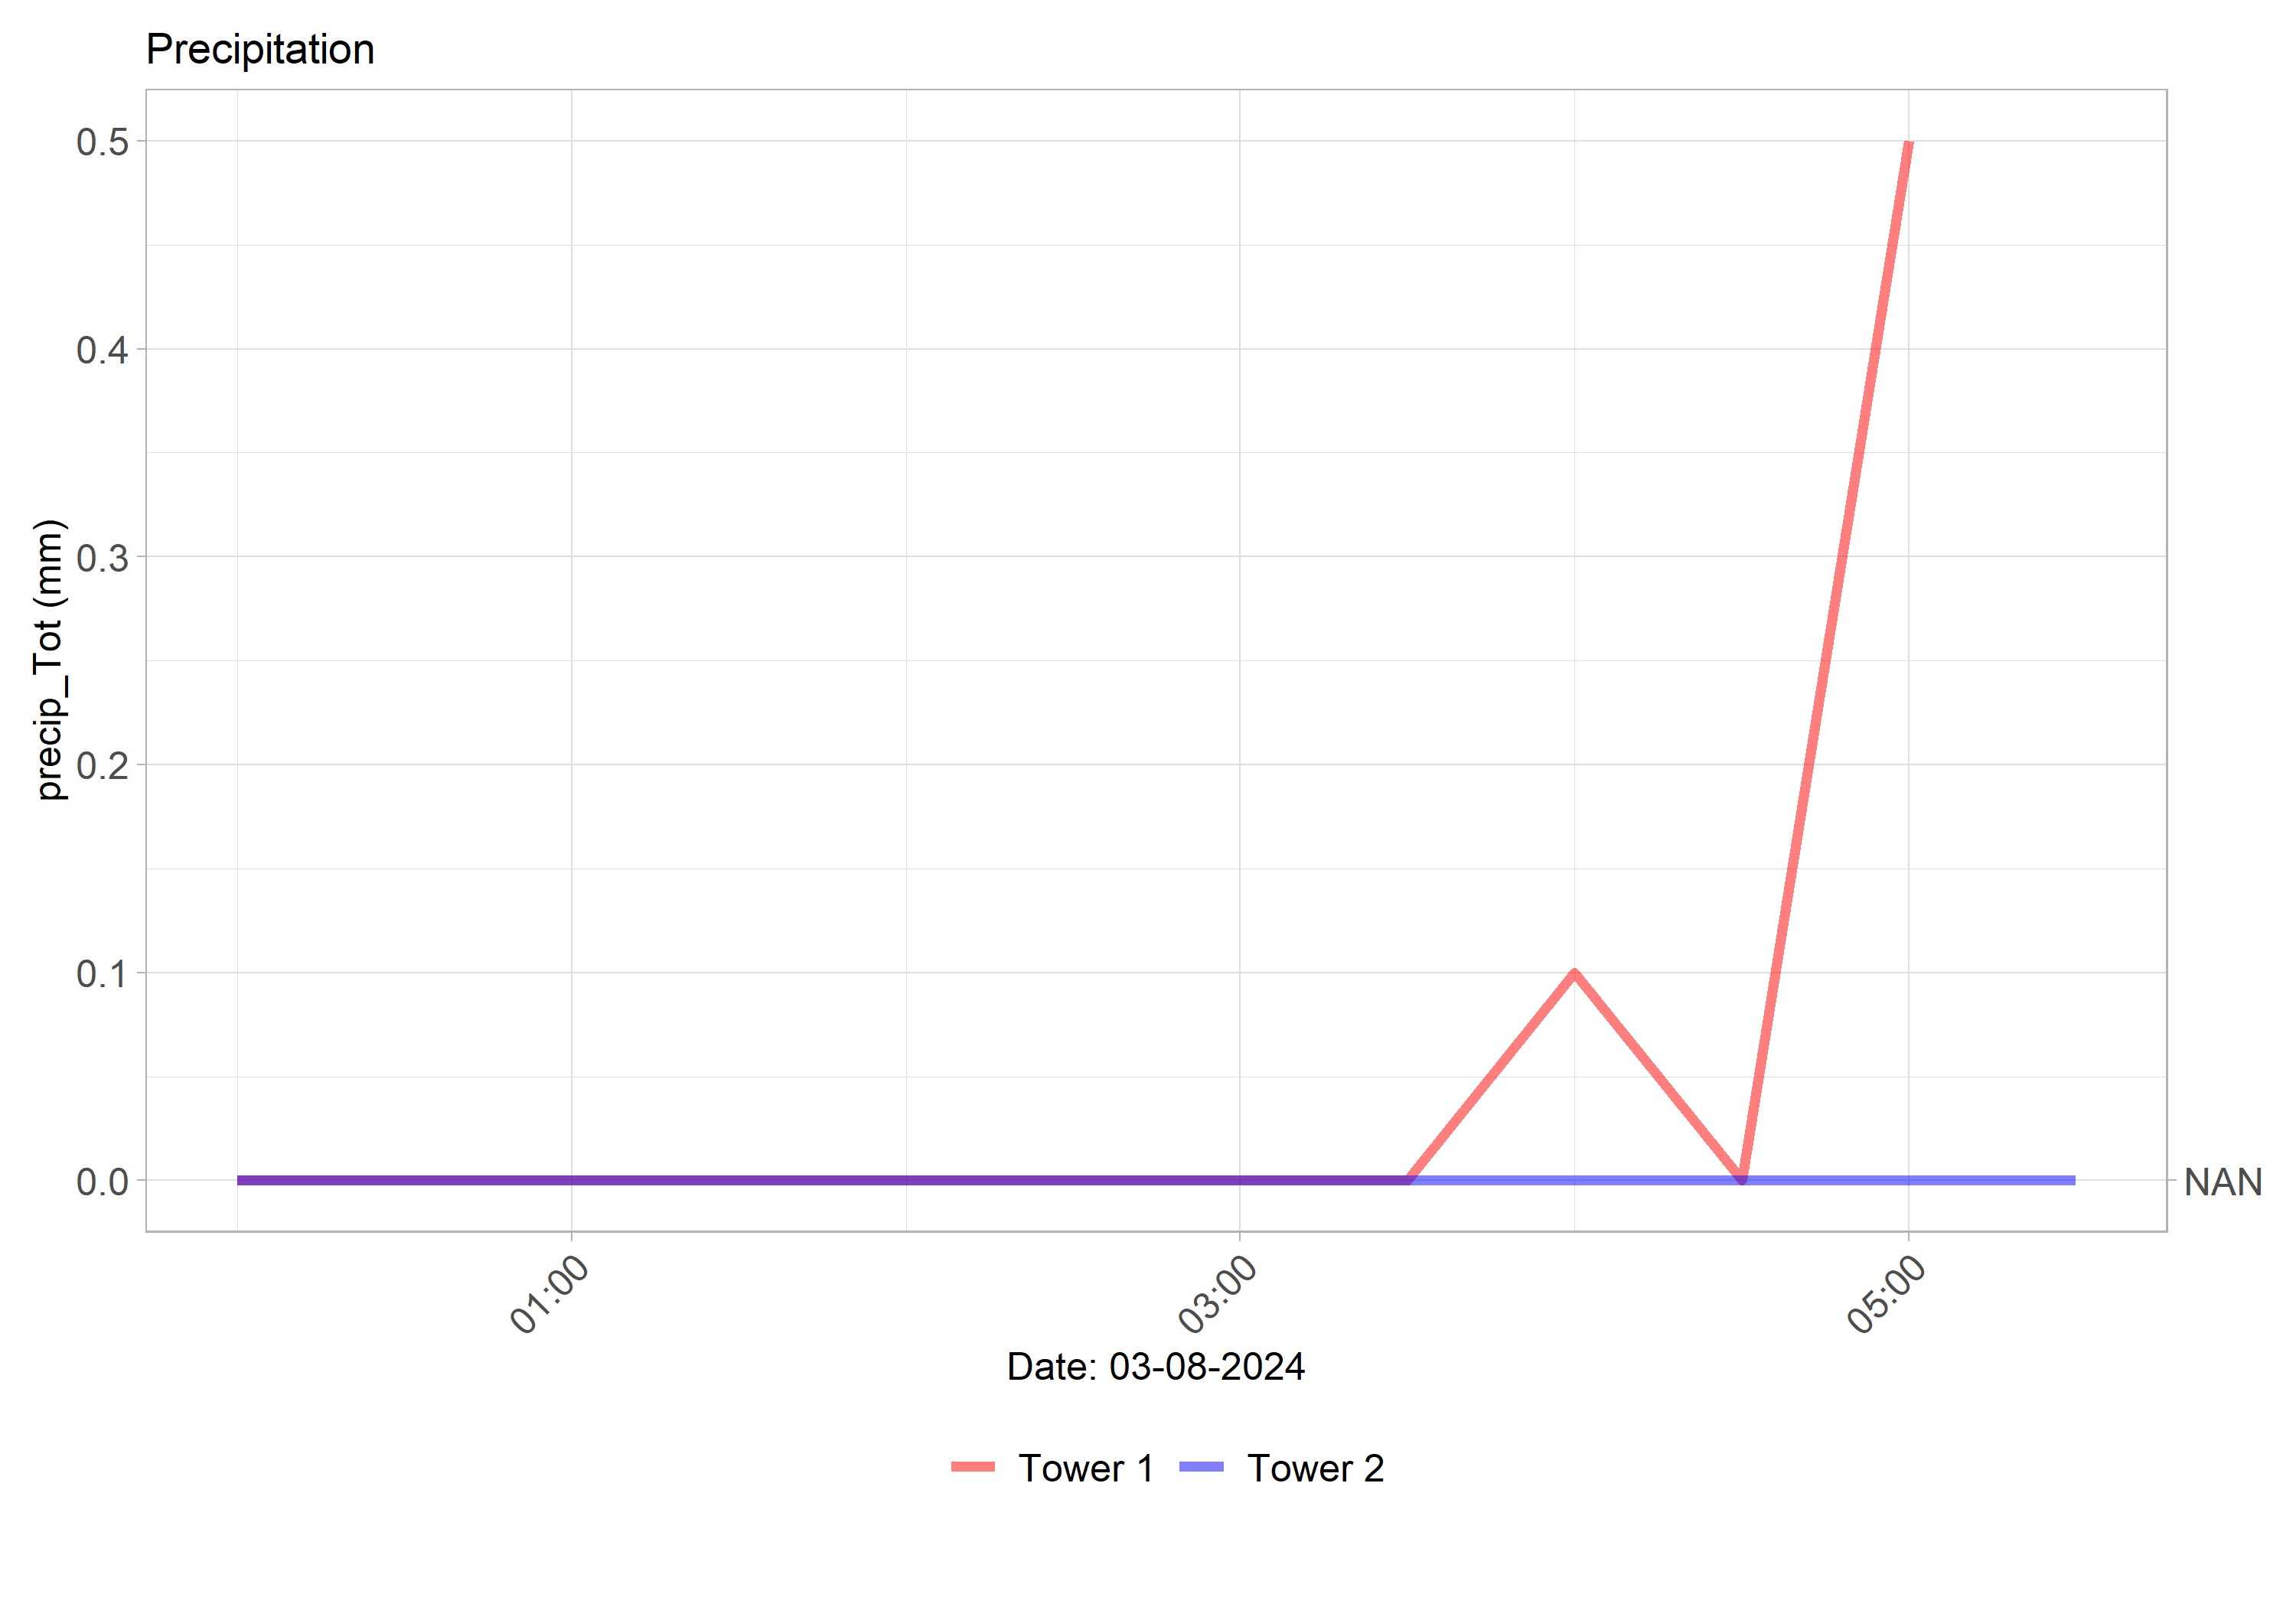 Precipitation
precip_Tot (mm)
0.5
0.4
0.3
0.2
0.1
0.0
NAN
01:00
03:00
05:00
Date: 03-08-2024
Tower 1 Tower 2